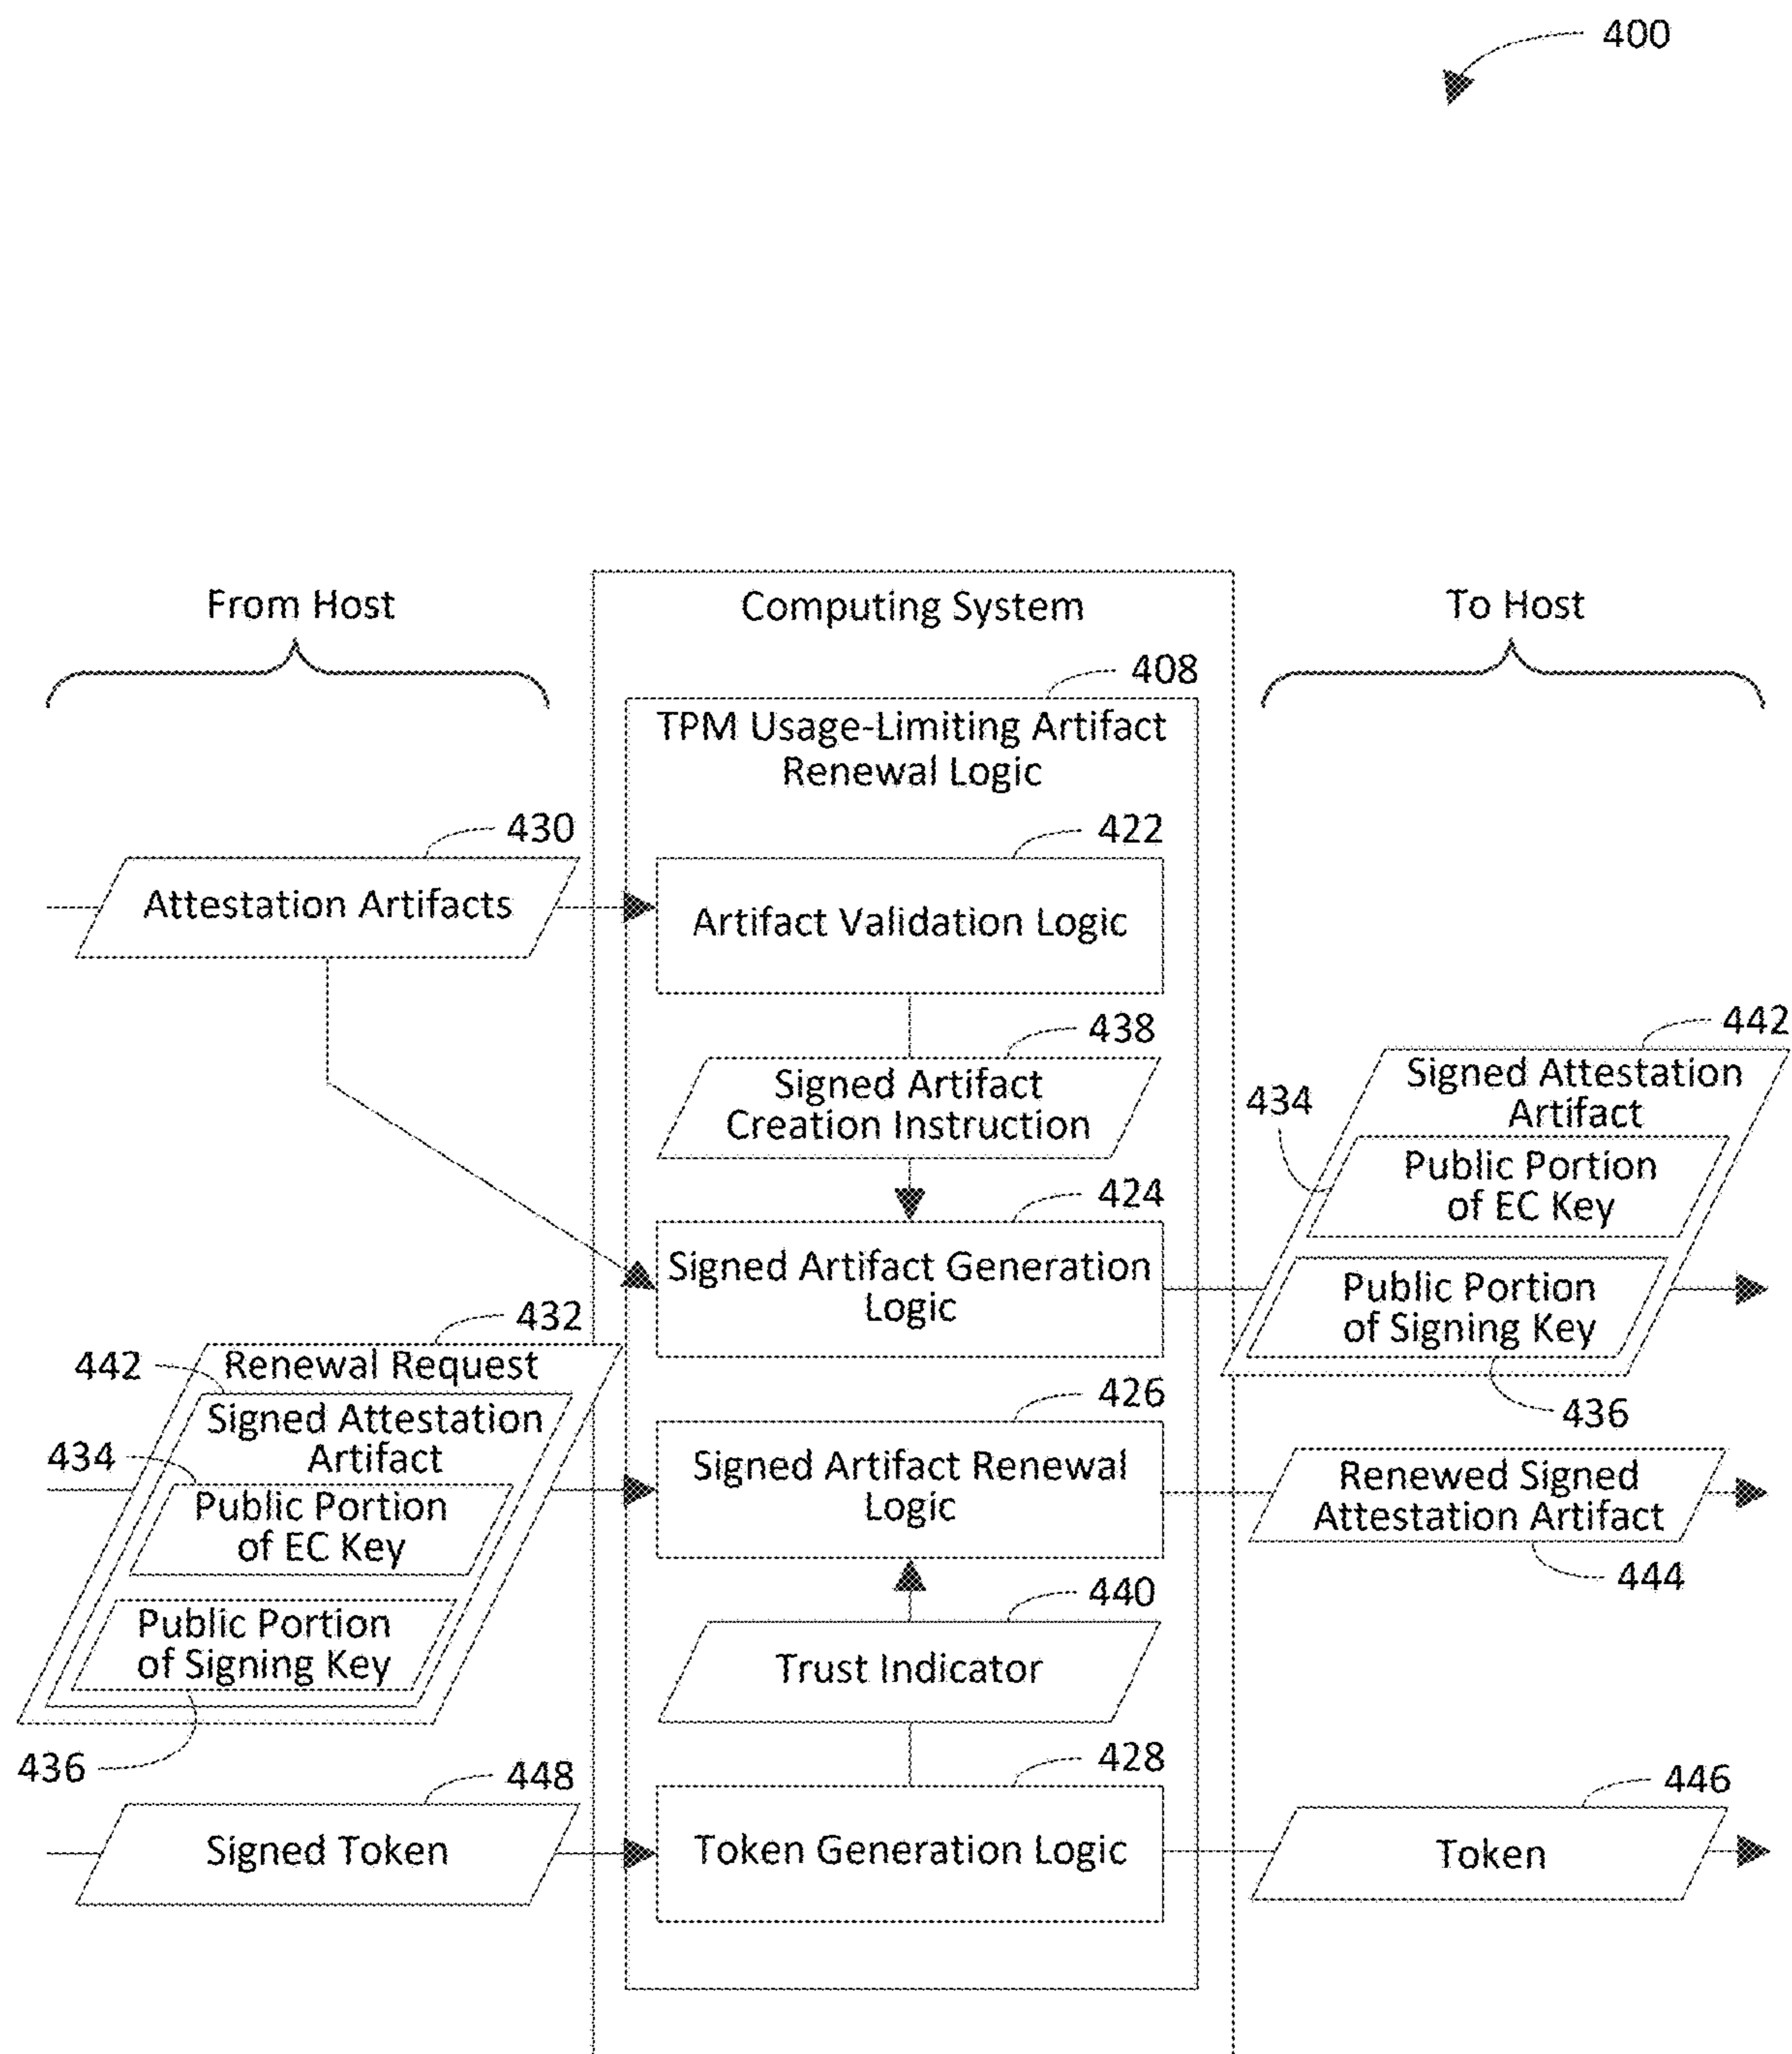 400
From Host
Computing System
To Host
408
TPM Usage-Limiting Artifact
Renewal Logic
430
Attestation Artifacts
422
Artifact Validation Logic
438
Signed Artifact
Creation Instruction
442
Signed Attestation
Artifact
434
Public Portion
of EC Key
Public Portion
of Signing Key
436
424
Signed Artifact Generation
Logic
432
Renewal Request
442
Signed Attestation
Artifact
434
Public Portion
of EC Key
Public Portion
of Signing Key
436
426
Signed Artifact Renewal
Logic
Renewed Signed
Attestation Artifact
444
440
Trust Indicator
448
Signed Token
428
Token Generation Logic
446
Token